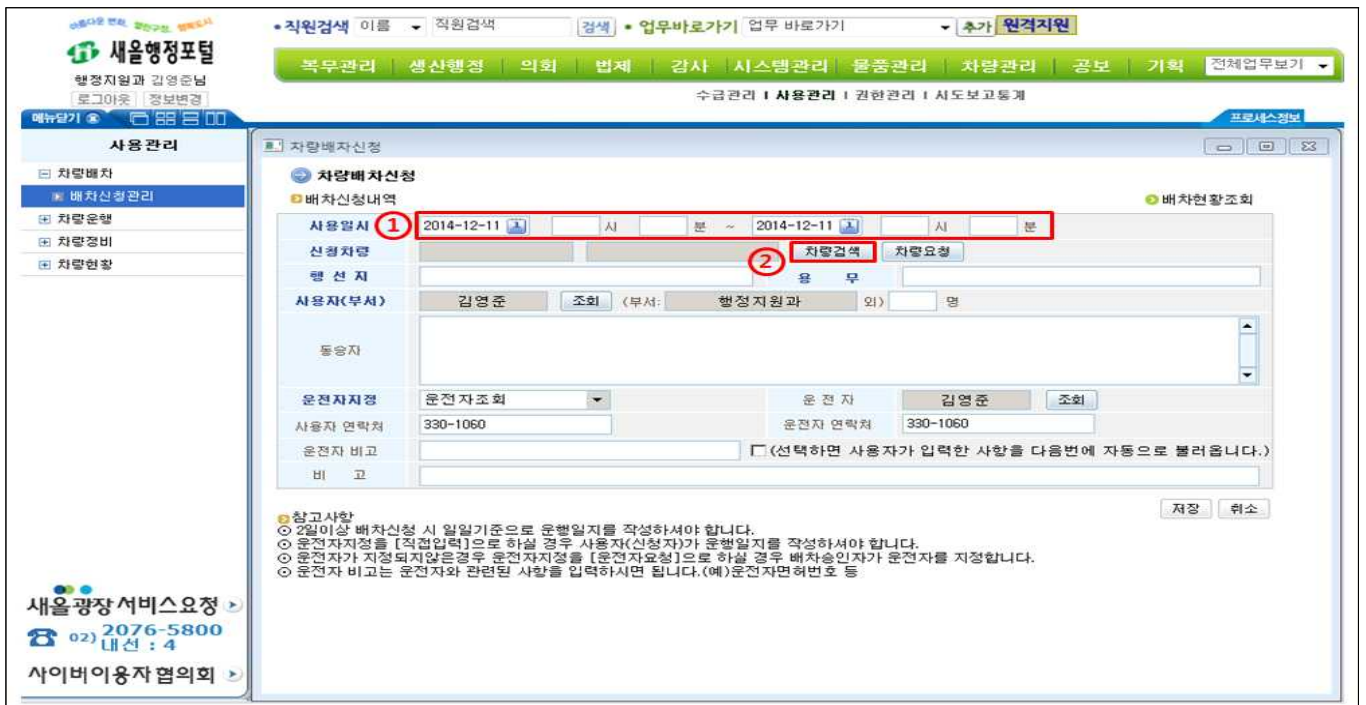 아름다운 변화, 열린구정, 행복도시
새올행정포털
행정지원과 김영준님
로그아웃 정보변경
직원검색 이름 직원검색 검색 업무바로가기 업무 바로가기 추가 원격지원
복무관리 생산행정 의회 법제 감사 시스템관리 물품관리 차량관리 공보 기획 전체업무보기
수급관리 I 사용관리 I 권한관리 I 시도보고통계
메뉴닫기 프로세스정보
사용관리
차량배차
배차신청관리
차량운행
차량정비
차량현황
차량배차신청
차량배차신청
배차신청내역 배차현황조회
사용일시 ① 2014-12-11 시 분 ~ 2014-12-11 시 분
신청차량 ② 차량검색 차량요청
행 선 지 용 무
사용자(부서) 김영준 조회 (부서: 행정지원과 외) 명
동승자
운전자지정 운전자조회 운 전 자 김영준 조회
사용자 연락처 330-1060 운전자 연락처 330-1060
운전자 비고 (선택하면 사용자가 입력한 사항을 다음번에 자동으로 불러옵니다.)
비 고
저장 취소
참고사항
⊙ 2일이상 배차신청 시 일일기준으로 운행일지를 작성하셔야 합니다.
⊙ 운전자지정을 [직접입력]으로 하실 경우 사용자(신청자)가 운행일지를 작성하셔야 합니다.
⊙ 운전자가 지정되지않은경우 운전자지정을 [운전자요청]으로 하실 경우 배차승인자가 운전자를 지정합니다.
⊙ 운전자 비고는 운전자와 관련된 사항을 입력하시면 됩니다.(예)운전자면허번호 등
새올광장 서비스요청
02) 2076-5800
내선 : 4
사이버이용자협의회